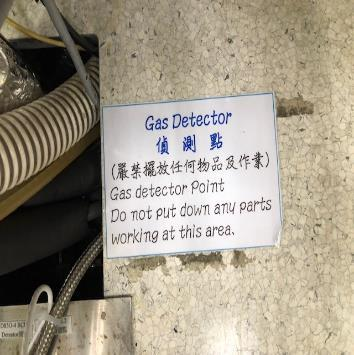 Gas Detector
偵測點
(嚴禁擺放任何物品及作業)
Gas detector Point
Do not put down any parts
working at this area.